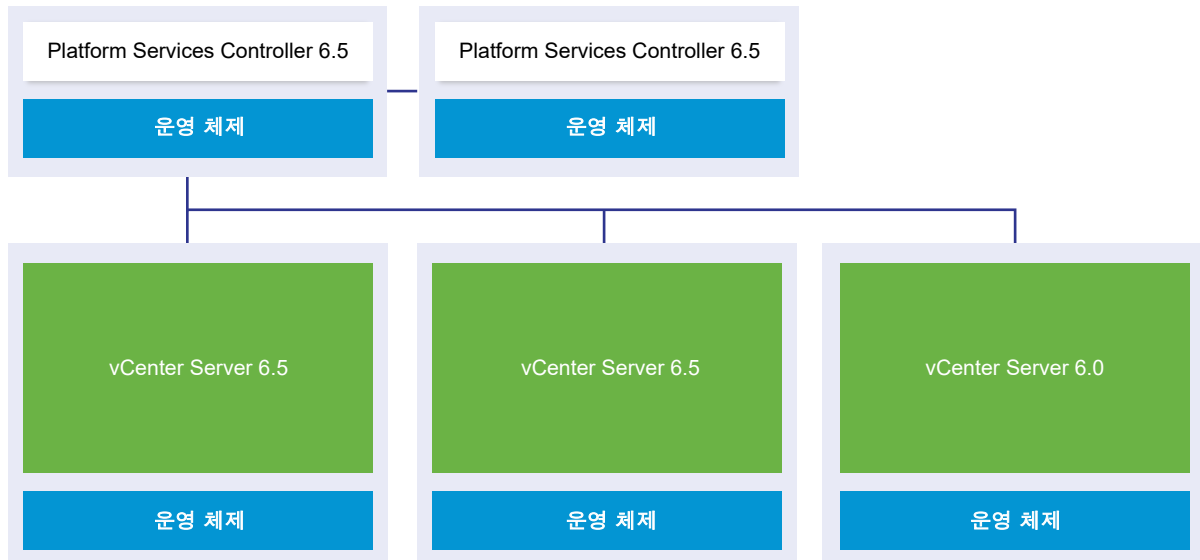 Platform Services Controller 6.5
Platform Services Controller 6.5
운영 체제
운영 체제
vCenter Server 6.5
vCenter Server 6.5
vCenter Server 6.0
운영 체제
운영 체제
운영 체제